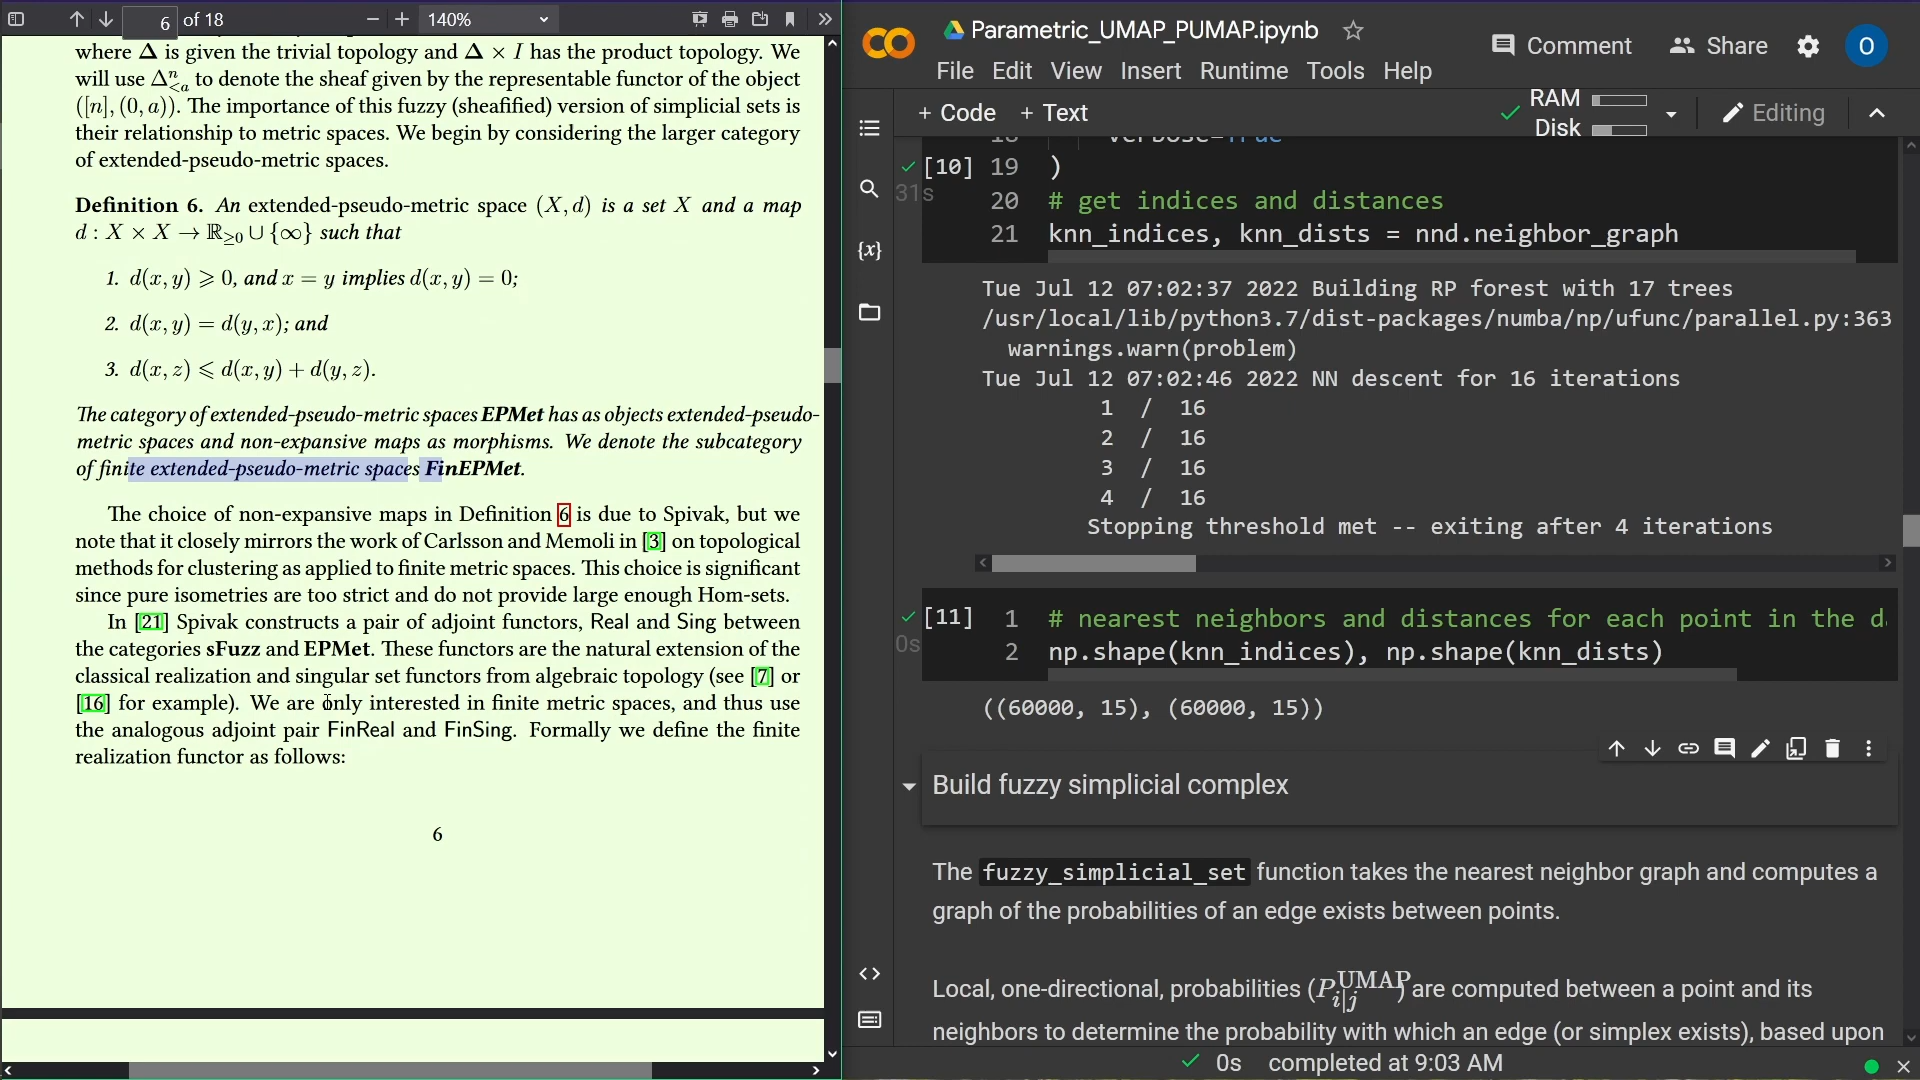 6 of 18
140%
where Δ is given the trivial topology and Δ × I has the product topology. We
will use Δⁿ<a to denote the sheaf given by the representable functor of the object
([n], (0, a)). The importance of this fuzzy (sheafified) version of simplicial sets is
their relationship to metric spaces. We begin by considering the larger category
of extended-pseudo-metric spaces.
Definition 6. An extended-pseudo-metric space (X, d) is a set X and a map
d : X × X → ℝ≥0 ∪ {∞} such that
1. d(x, y) ⩾ 0, and x = y implies d(x, y) = 0;
2. d(x, y) = d(y, x); and
3. d(x, z) ⩽ d(x, y) + d(y, z).
The category of extended-pseudo-metric spaces EPMet has as objects extended-pseudo-
metric spaces and non-expansive maps as morphisms. We denote the subcategory
of finite extended-pseudo-metric spaces FinEPMet.
The choice of non-expansive maps in Definition 6 is due to Spivak, but we
note that it closely mirrors the work of Carlsson and Memoli in [3] on topological
methods for clustering as applied to finite metric spaces. This choice is significant
since pure isometries are too strict and do not provide large enough Hom-sets.
In [21] Spivak constructs a pair of adjoint functors, Real and Sing between
the categories sFuzz and EPMet. These functors are the natural extension of the
classical realization and singular set functors from algebraic topology (see [7] or
[16] for example). We are only interested in finite metric spaces, and thus use
the analogous adjoint pair FinReal and FinSing. Formally we define the finite
realization functor as follows:
6
Parametric_UMAP_PUMAP.ipynb
Comment
Share
O
File Edit View Insert Runtime Tools Help
+ Code + Text
RAM
Disk
Editing
{x}
[10] 19 )
31s
20 # get indices and distances
21 knn_indices, knn_dists = nnd.neighbor_graph
Tue Jul 12 07:02:37 2022 Building RP forest with 17 trees
/usr/local/lib/python3.7/dist-packages/numba/np/ufunc/parallel.py:363
warnings.warn(problem)
Tue Jul 12 07:02:46 2022 NN descent for 16 iterations
1 / 16
2 / 16
3 / 16
4 / 16
Stopping threshold met -- exiting after 4 iterations
[11] 1 # nearest neighbors and distances for each point in the
0s
2 np.shape(knn_indices), np.shape(knn_dists)
((60000, 15), (60000, 15))
Build fuzzy simplicial complex
The fuzzy_simplicial_set function takes the nearest neighbor graph and computes a
graph of the probabilities of an edge exists between points.
Local, one-directional, probabilities (P_{i|j}^{UMAP}) are computed between a point and its
neighbors to determine the probability with which an edge (or simplex exists), based upon
0s completed at 9:03 AM